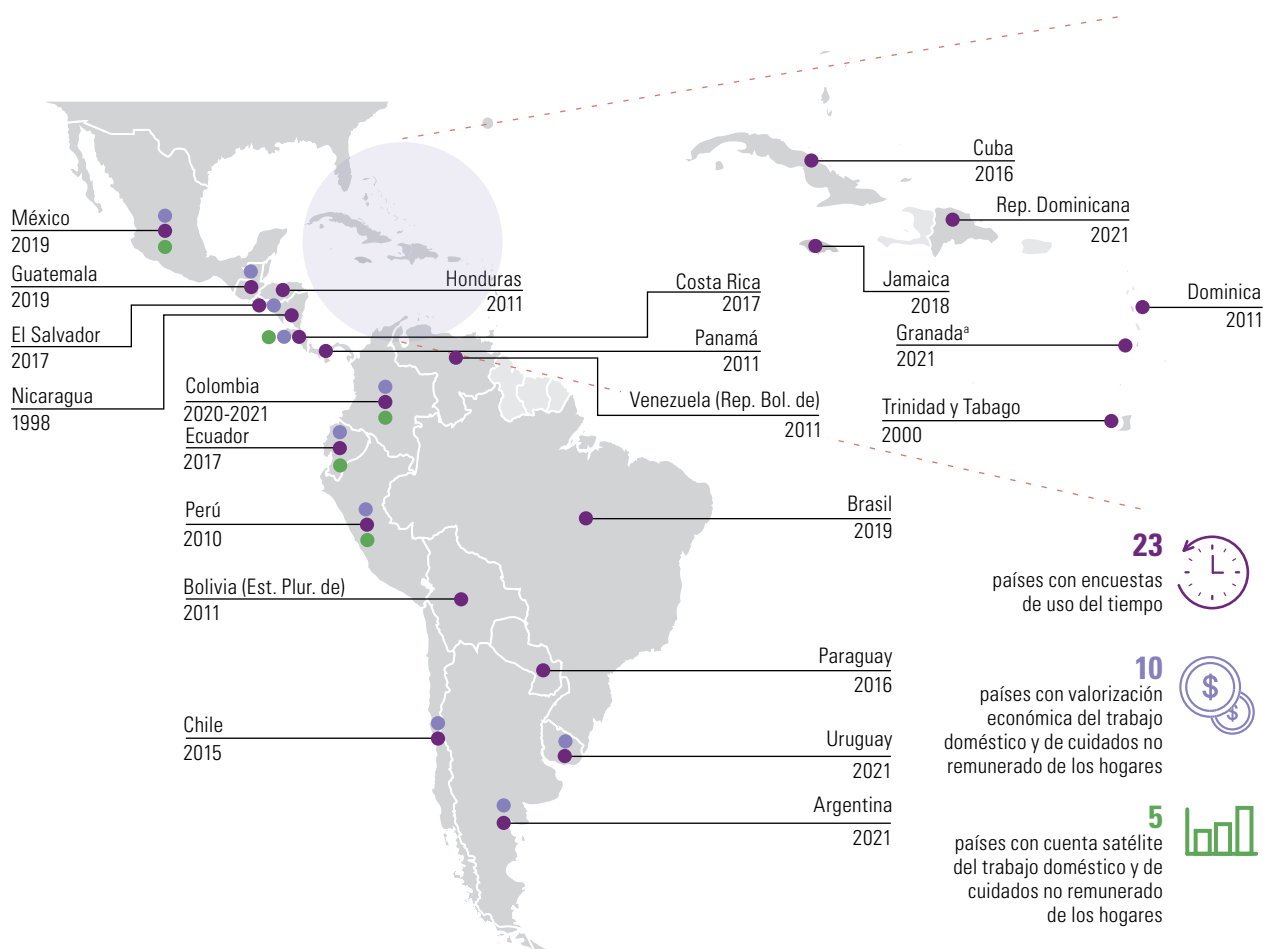 México
2019
Guatemala
2019
El Salvador
2017
Nicaragua
1998
Honduras
2011
Costa Rica
2017
Panamá
2011
Venezuela (Rep. Bol. de)
2011
Colombia
2020-2021
Ecuador
2017
Perú
2010
Bolivia (Est. Plur. de)
2011
Chile
2015
Cuba
2016
Rep. Dominicana
2021
Jamaica
2018
Dominica
2011
Granadaª
2021
Trinidad y Tabago
2000
Brasil
2019
Paraguay
2016
Uruguay
2021
Argentina
2021
23
países con encuestas
de uso del tiempo
10
países con valorización
económica del trabajo
doméstico y de cuidados no
remunerado de los hogares
$
$
5
países con cuenta satélite
del trabajo doméstico y de
cuidados no remunerado
de los hogares